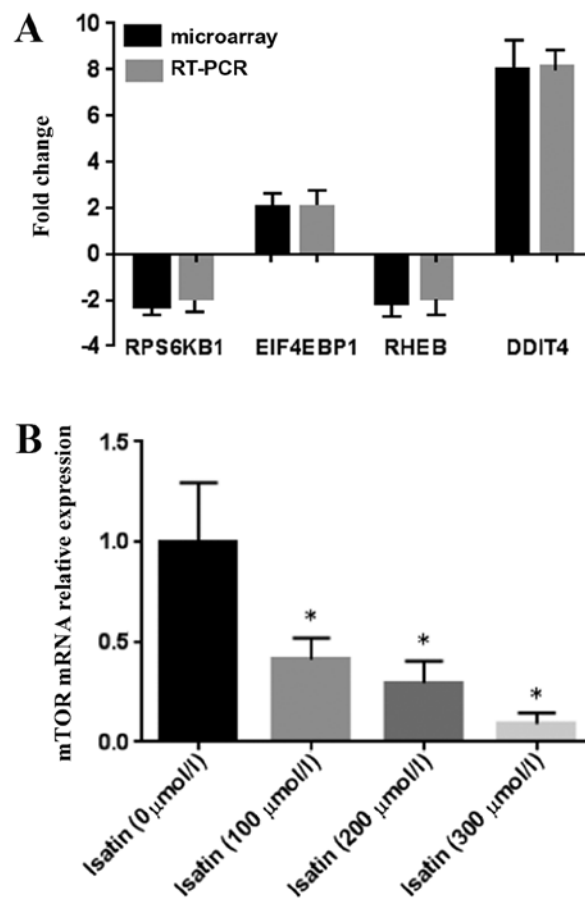 A
microarray
RT-PCR
Fold change
10
8
6
4
2
0
-2
-4
RPS6KB1 EIF4EBP1 RHEB DDIT4
B
mTOR mRNA relative expression
1.5
1.0
0.5
0.0
* * *
Isatin (0 μmol/l)
Isatin (100 μmol/l)
Isatin (200 μmol/l)
Isatin (300 μmol/l)